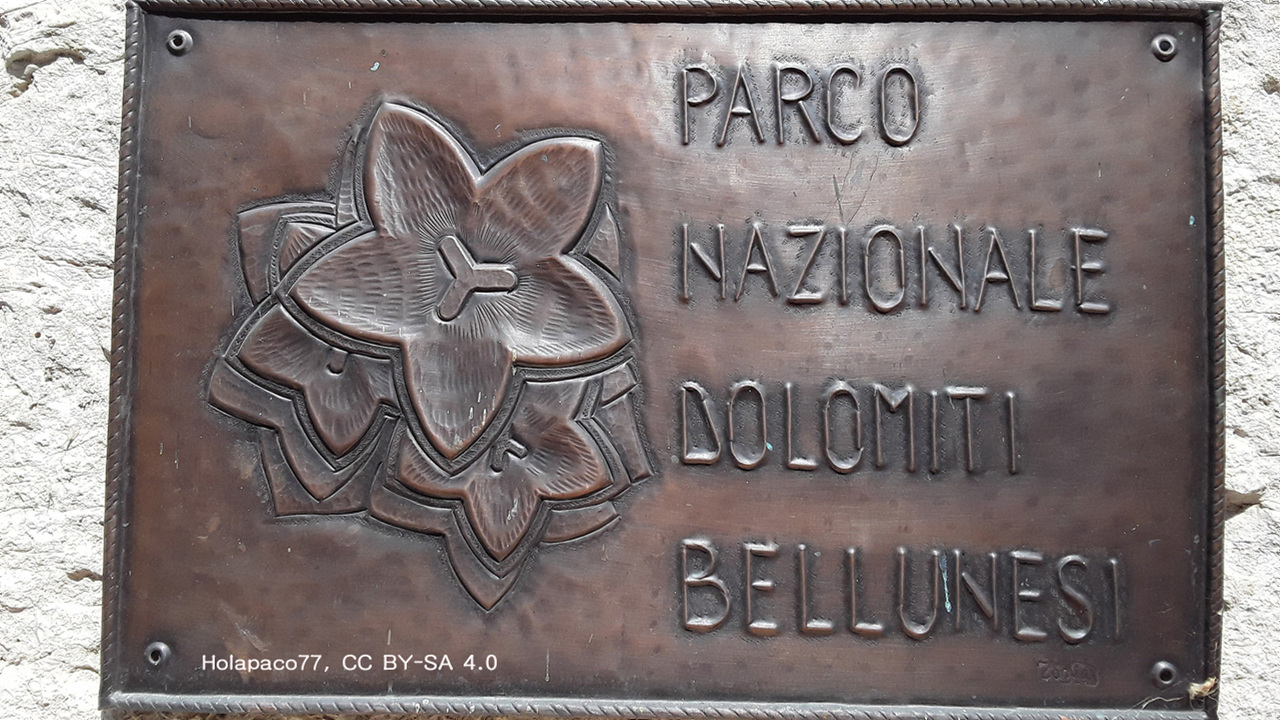 PARCO
NAZIONALE
DOLOMITI
BELLUNESI
Holapaco77, CC BY-SA 4.0